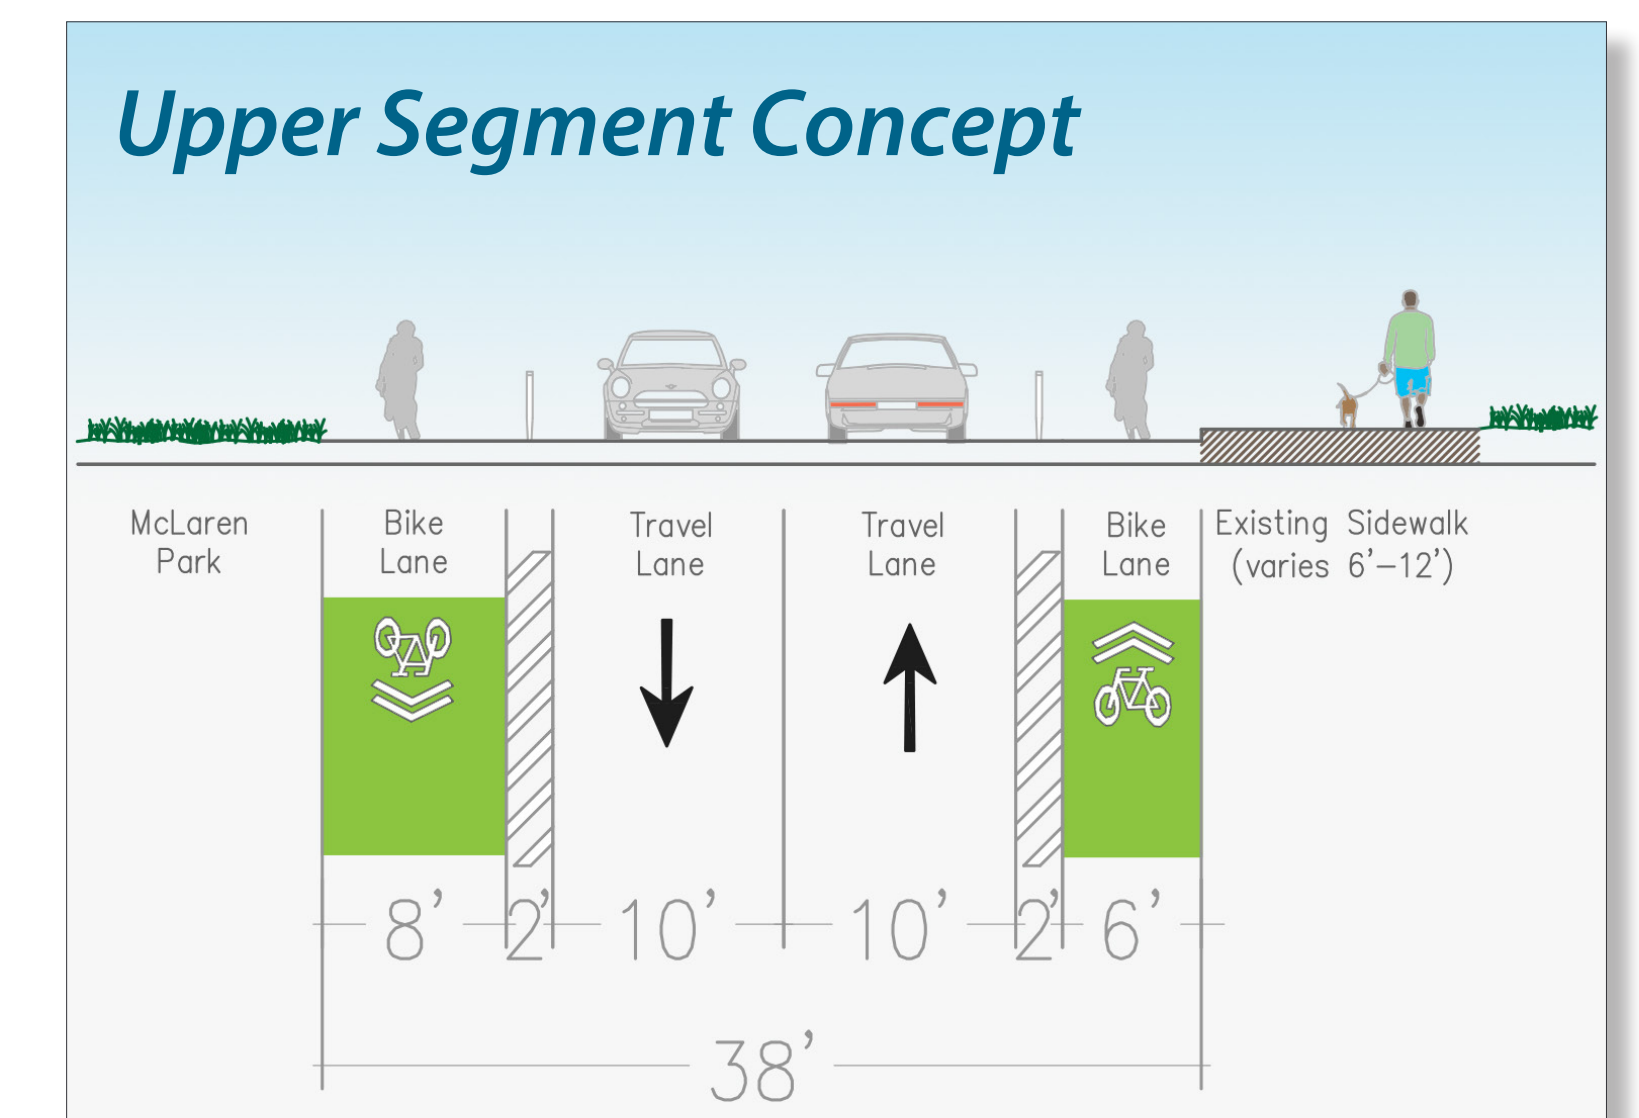 Upper Segment Concept
McLaren
Park
Bike
Lane
Travel
Lane
Travel
Lane
Bike
Lane
Existing Sidewalk
(varies 6’–12’)
8’ 2’ 10’ 10’ 2’ 6’
38’